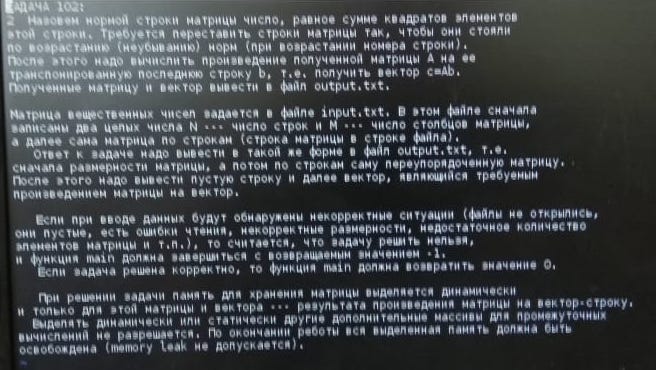 ЗАДАЧА 102:
2  Назовем нормой строки матрицы число, равное сумме квадратов элементов
этой строки. Требуется переставить строки матрицы так, чтобы они стояли
по возрастанию (неубыванию) норм (при возрастании номера строки).
После этого надо вычислить произведение полученной матрицы A на ее
транспонированную последнюю строку b, т.е. получить вектор c=Ab.
Полученные матрицу и вектор вывести в файл output.txt.

Матрица вещественных чисел задается в файле input.txt. В этом файле сначала
записаны два целых числа N --- число строк и M --- число столбцов матрицы,
а далее сама матрица по строкам (строка матрицы в строке файла).
Ответ к задаче надо вывести в такой же форме в файл output.txt, т.е.
сначала размерности матрицы, а потом по строкам саму переупорядоченную матрицу.
После этого надо вывести пустую строку и далее вектор, являющийся требуемым
произведением матрицы на вектор.

Если при вводе данных будут обнаружены некорректные ситуации (файлы не открылись,
они пустые, есть ошибки чтения, некорректные размерности, недостаточное количество
элементов матрицы и т.п.), то считается, что задачу решить нельзя,
и функция main должна завершиться с возвращаемым значением -1.
Если задача решена корректно, то функция main должна возвратить значение 0.

При решении задачи память для хранения матрицы выделяется динамически
и только для этой матрицы и вектора --- результата произведения матрицы на вектор-строку.
Выделять динамически или статически другие дополнительные массивы для промежуточных
вычислений не разрешается. По окончании работы вся выделенная память должна быть
освобождена (memory leak не допускается).
~